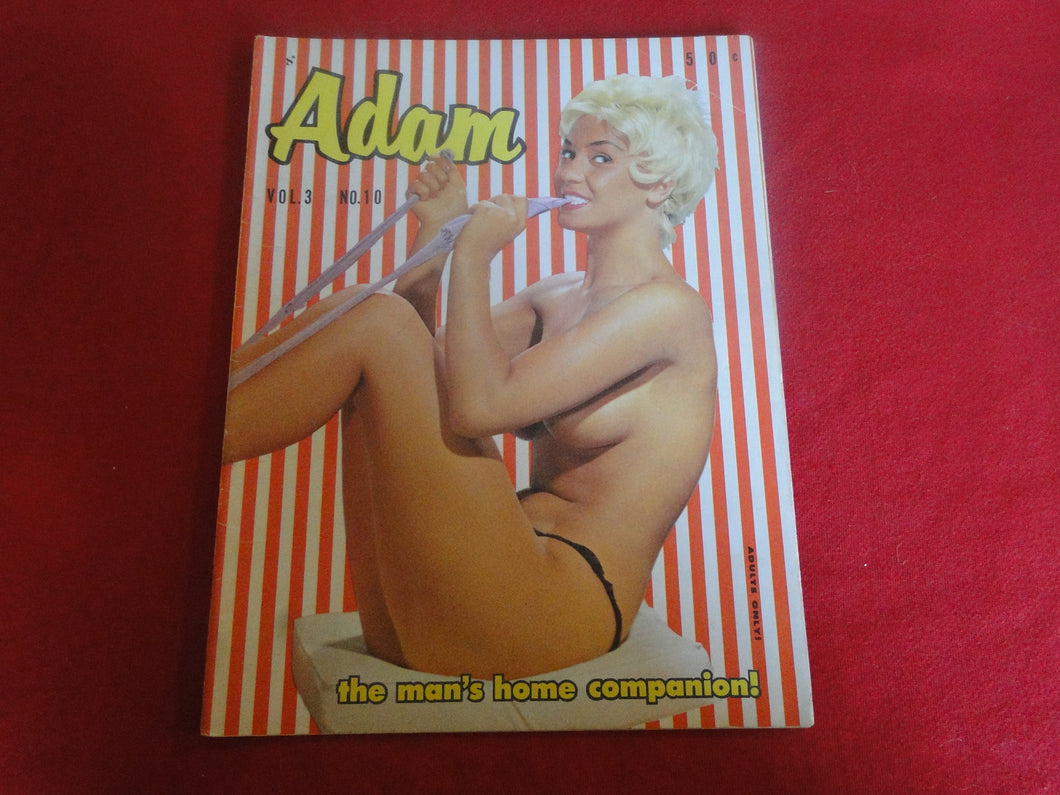 50¢
Adam
VOL.3 NO.10
ADULTS ONLY!
the man's home companion!